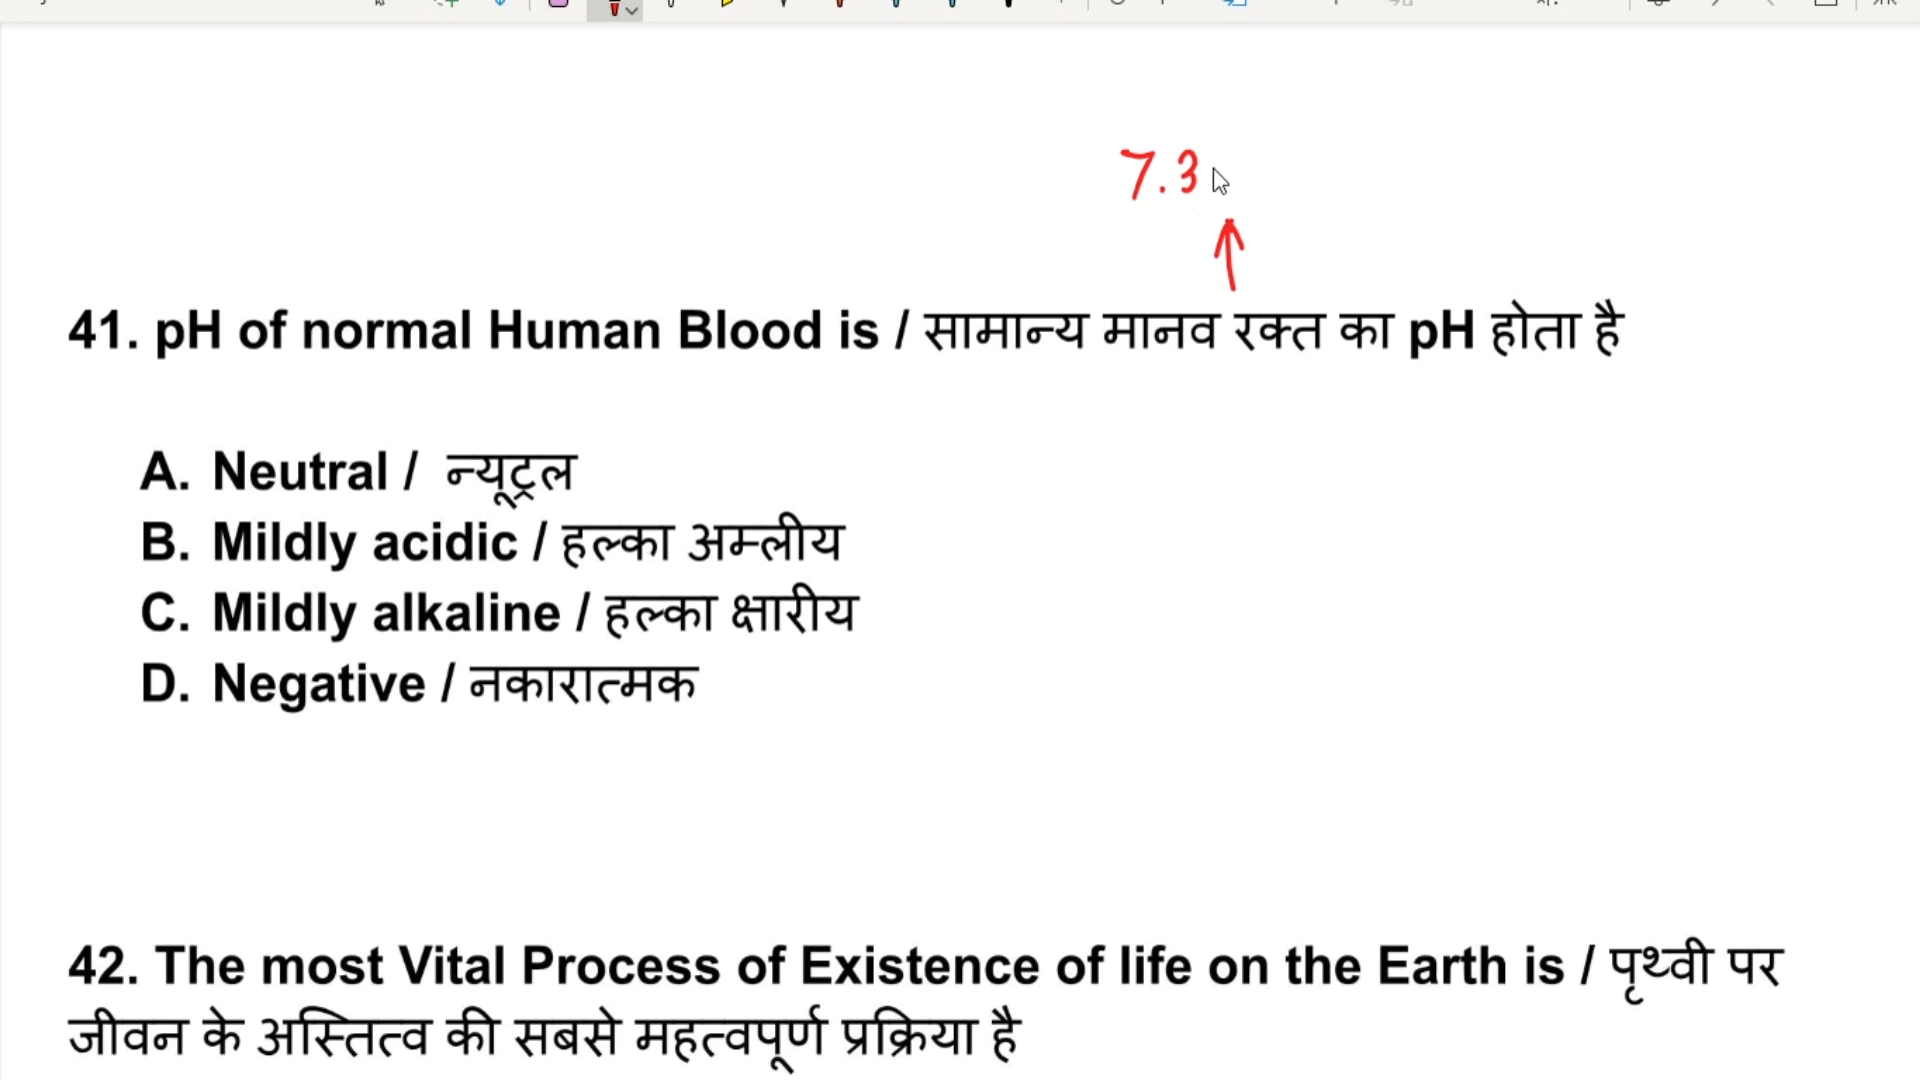 7.3
41. pH of normal Human Blood is / सामान्य मानव रक्त का pH होता है
A. Neutral / न्यूट्रल
B. Mildly acidic / हल्का अम्लीय
C. Mildly alkaline / हल्का क्षारीय
D. Negative / नकारात्मक
42. The most Vital Process of Existence of life on the Earth is / पृथ्वी पर
जीवन के अस्तित्व की सबसे महत्वपूर्ण प्रक्रिया है